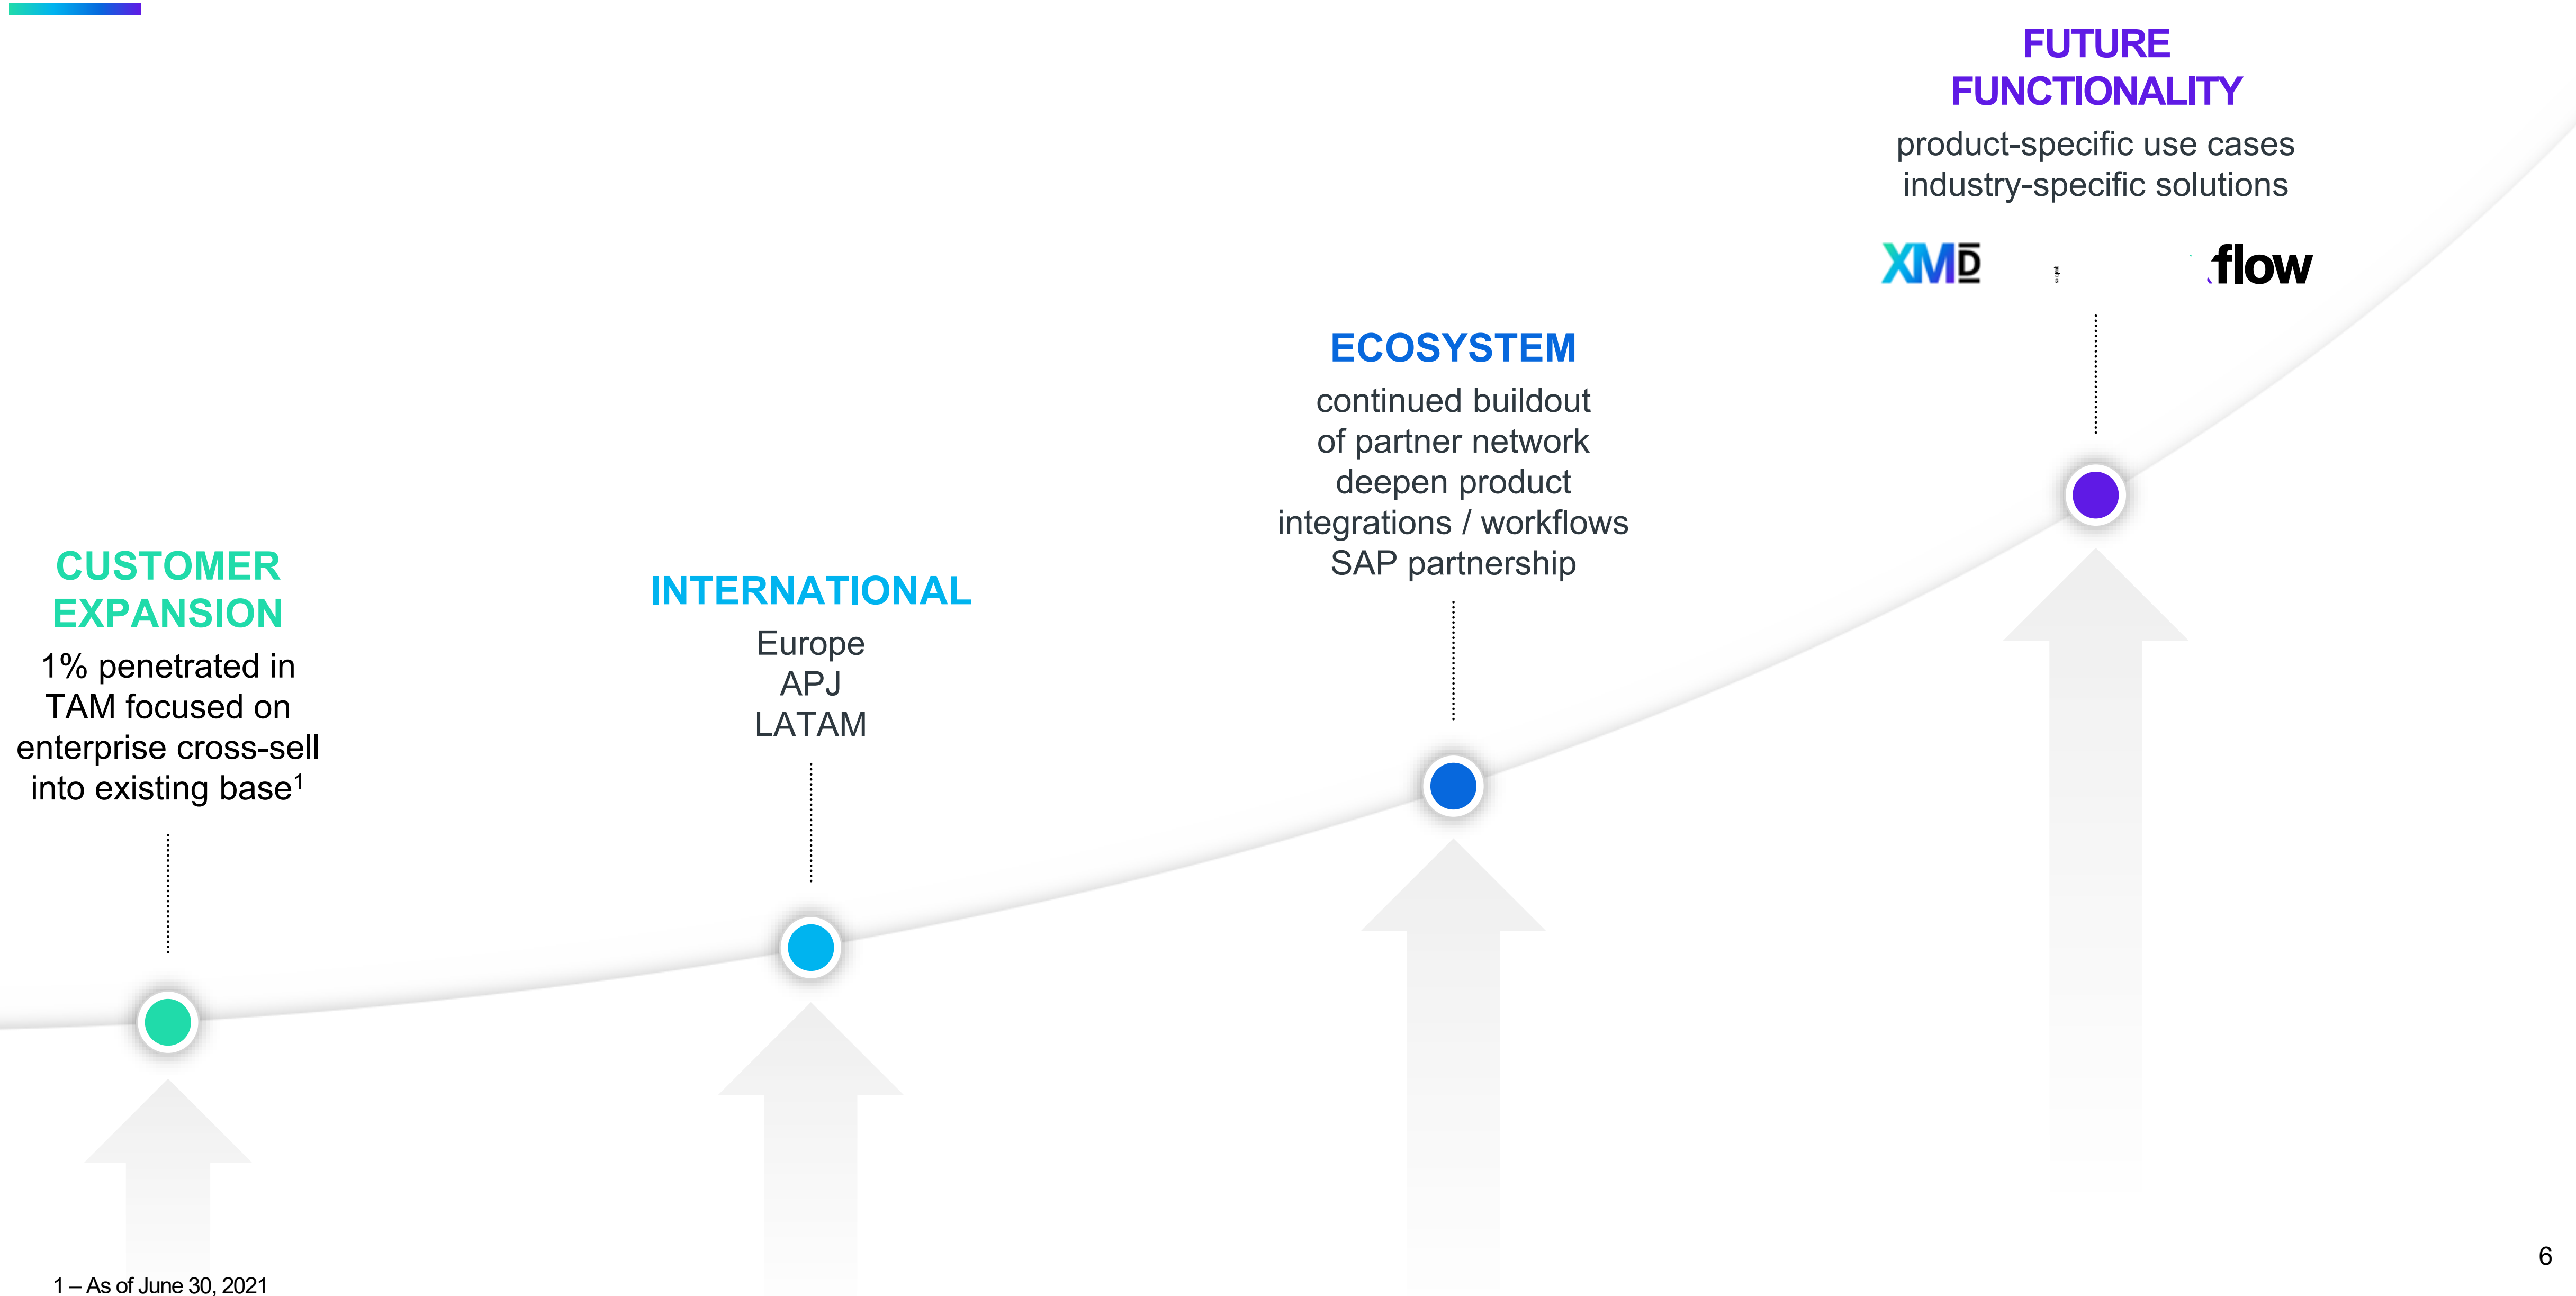 FUTURE
FUNCTIONALITY
product-specific use cases
industry-specific solutions
XMD
flow
ECOSYSTEM
continued buildout
of partner network
deepen product
integrations / workflows
SAP partnership
CUSTOMER
EXPANSION
1% penetrated in
TAM focused on
enterprise cross-sell
into existing base¹
INTERNATIONAL
Europe
APJ
LATAM
6
1 – As of June 30, 2021